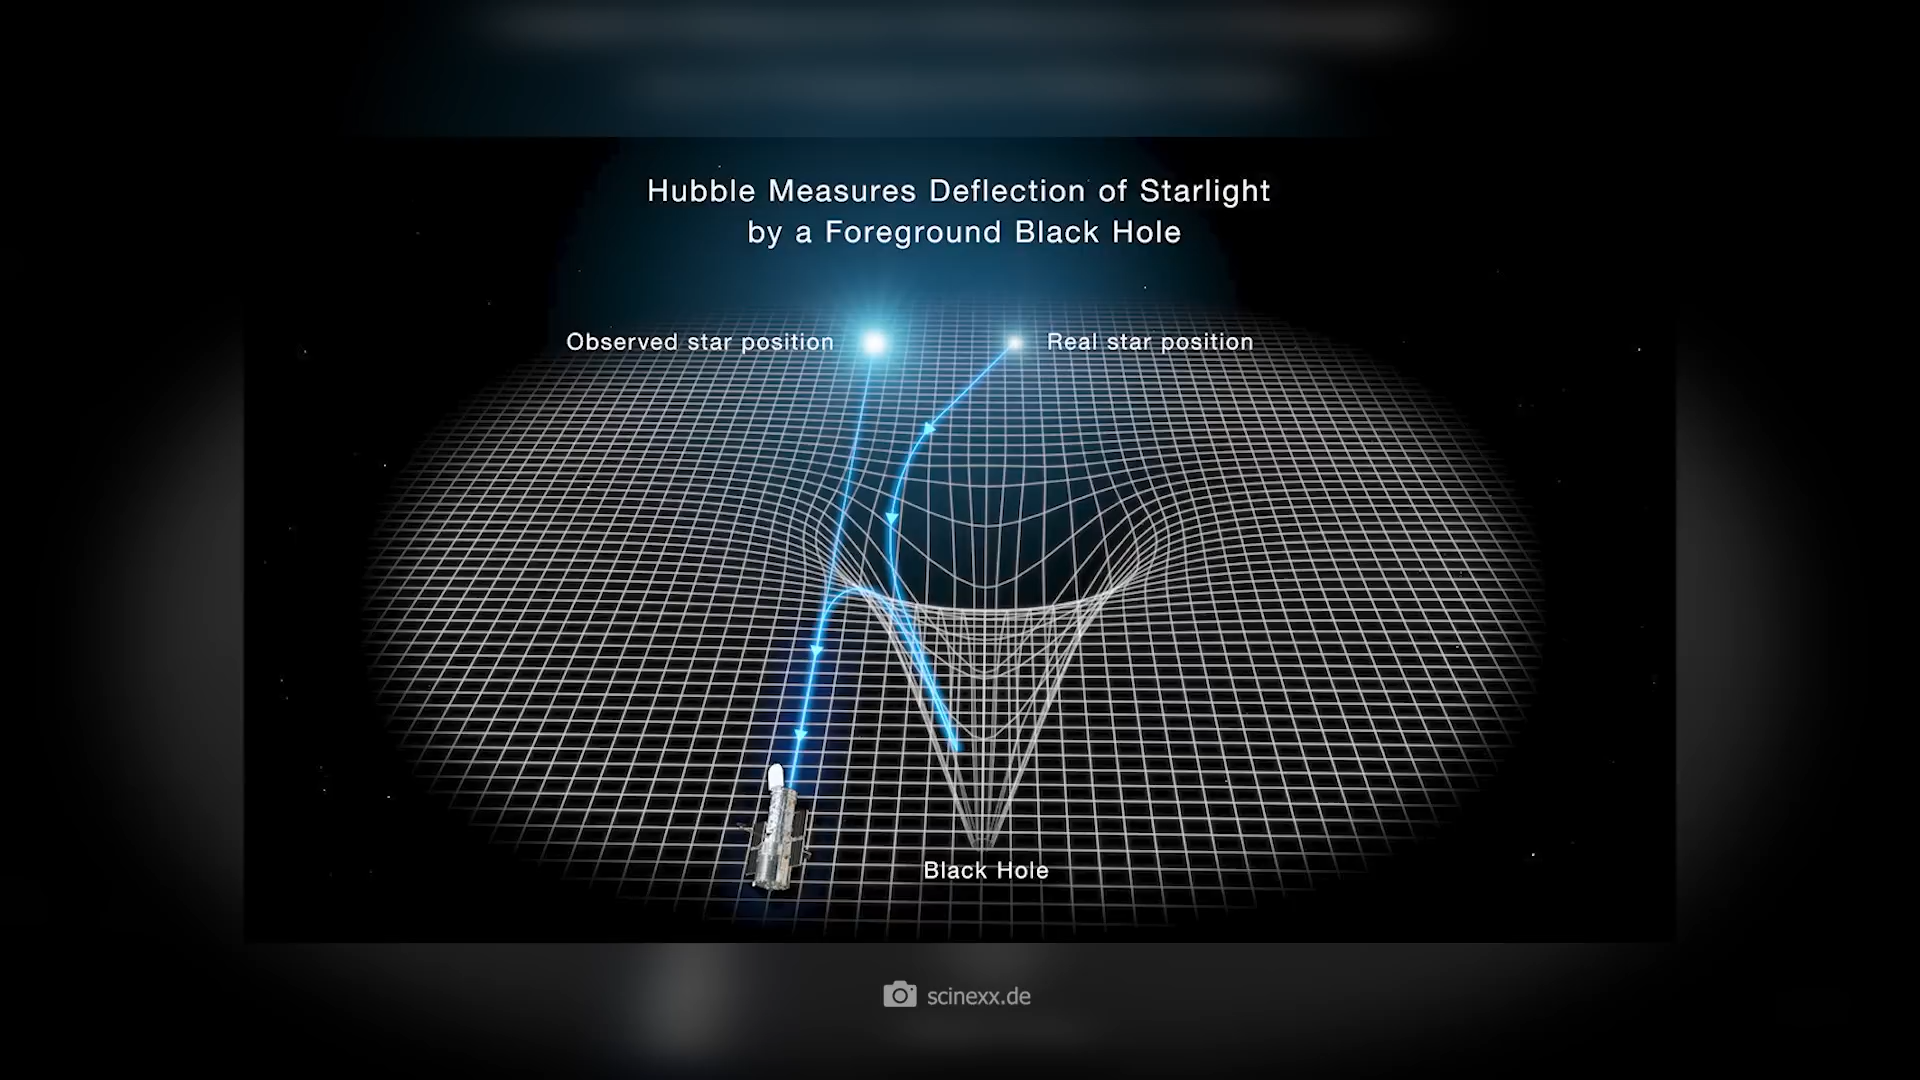 Hubble Measures Deflection of Starlight
by a Foreground Black Hole
Observed star position
Real star position
Black Hole
scinexx.de